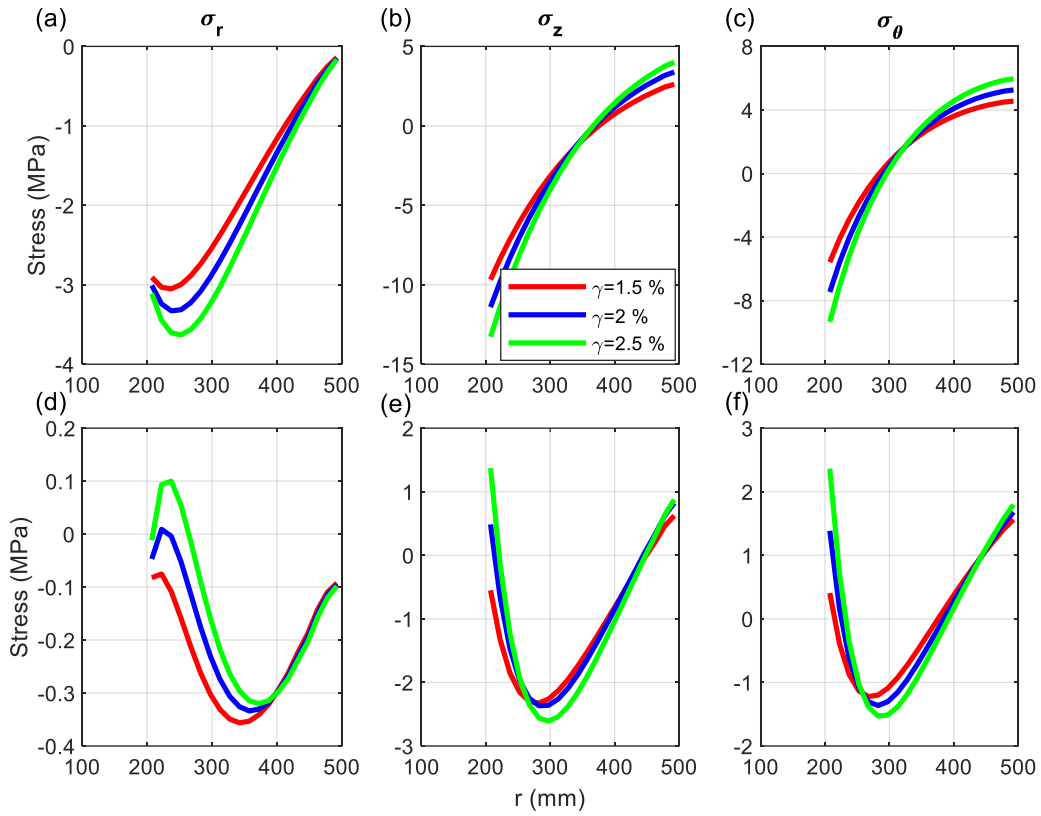 (a) σr (b) σz (c) σθ
0 5 8
-1 0 4
-2 -5 0
-3 -10 -4
-4 -15 -8
-12
Stress (MPa)
γ=1.5 %
γ=2 %
γ=2.5 %
100 200 300 400 500 100 200 300 400 500 100 200 300 400 500
(d) (e) (f)
0.2 2 3
0.1 1 2
0 0 1
-0.1 -1 0
-0.2 -2 -1
-0.3 -3 -2
-0.4
Stress (MPa)
100 200 300 400 500 100 200 300 400 500 100 200 300 400 500
r (mm)